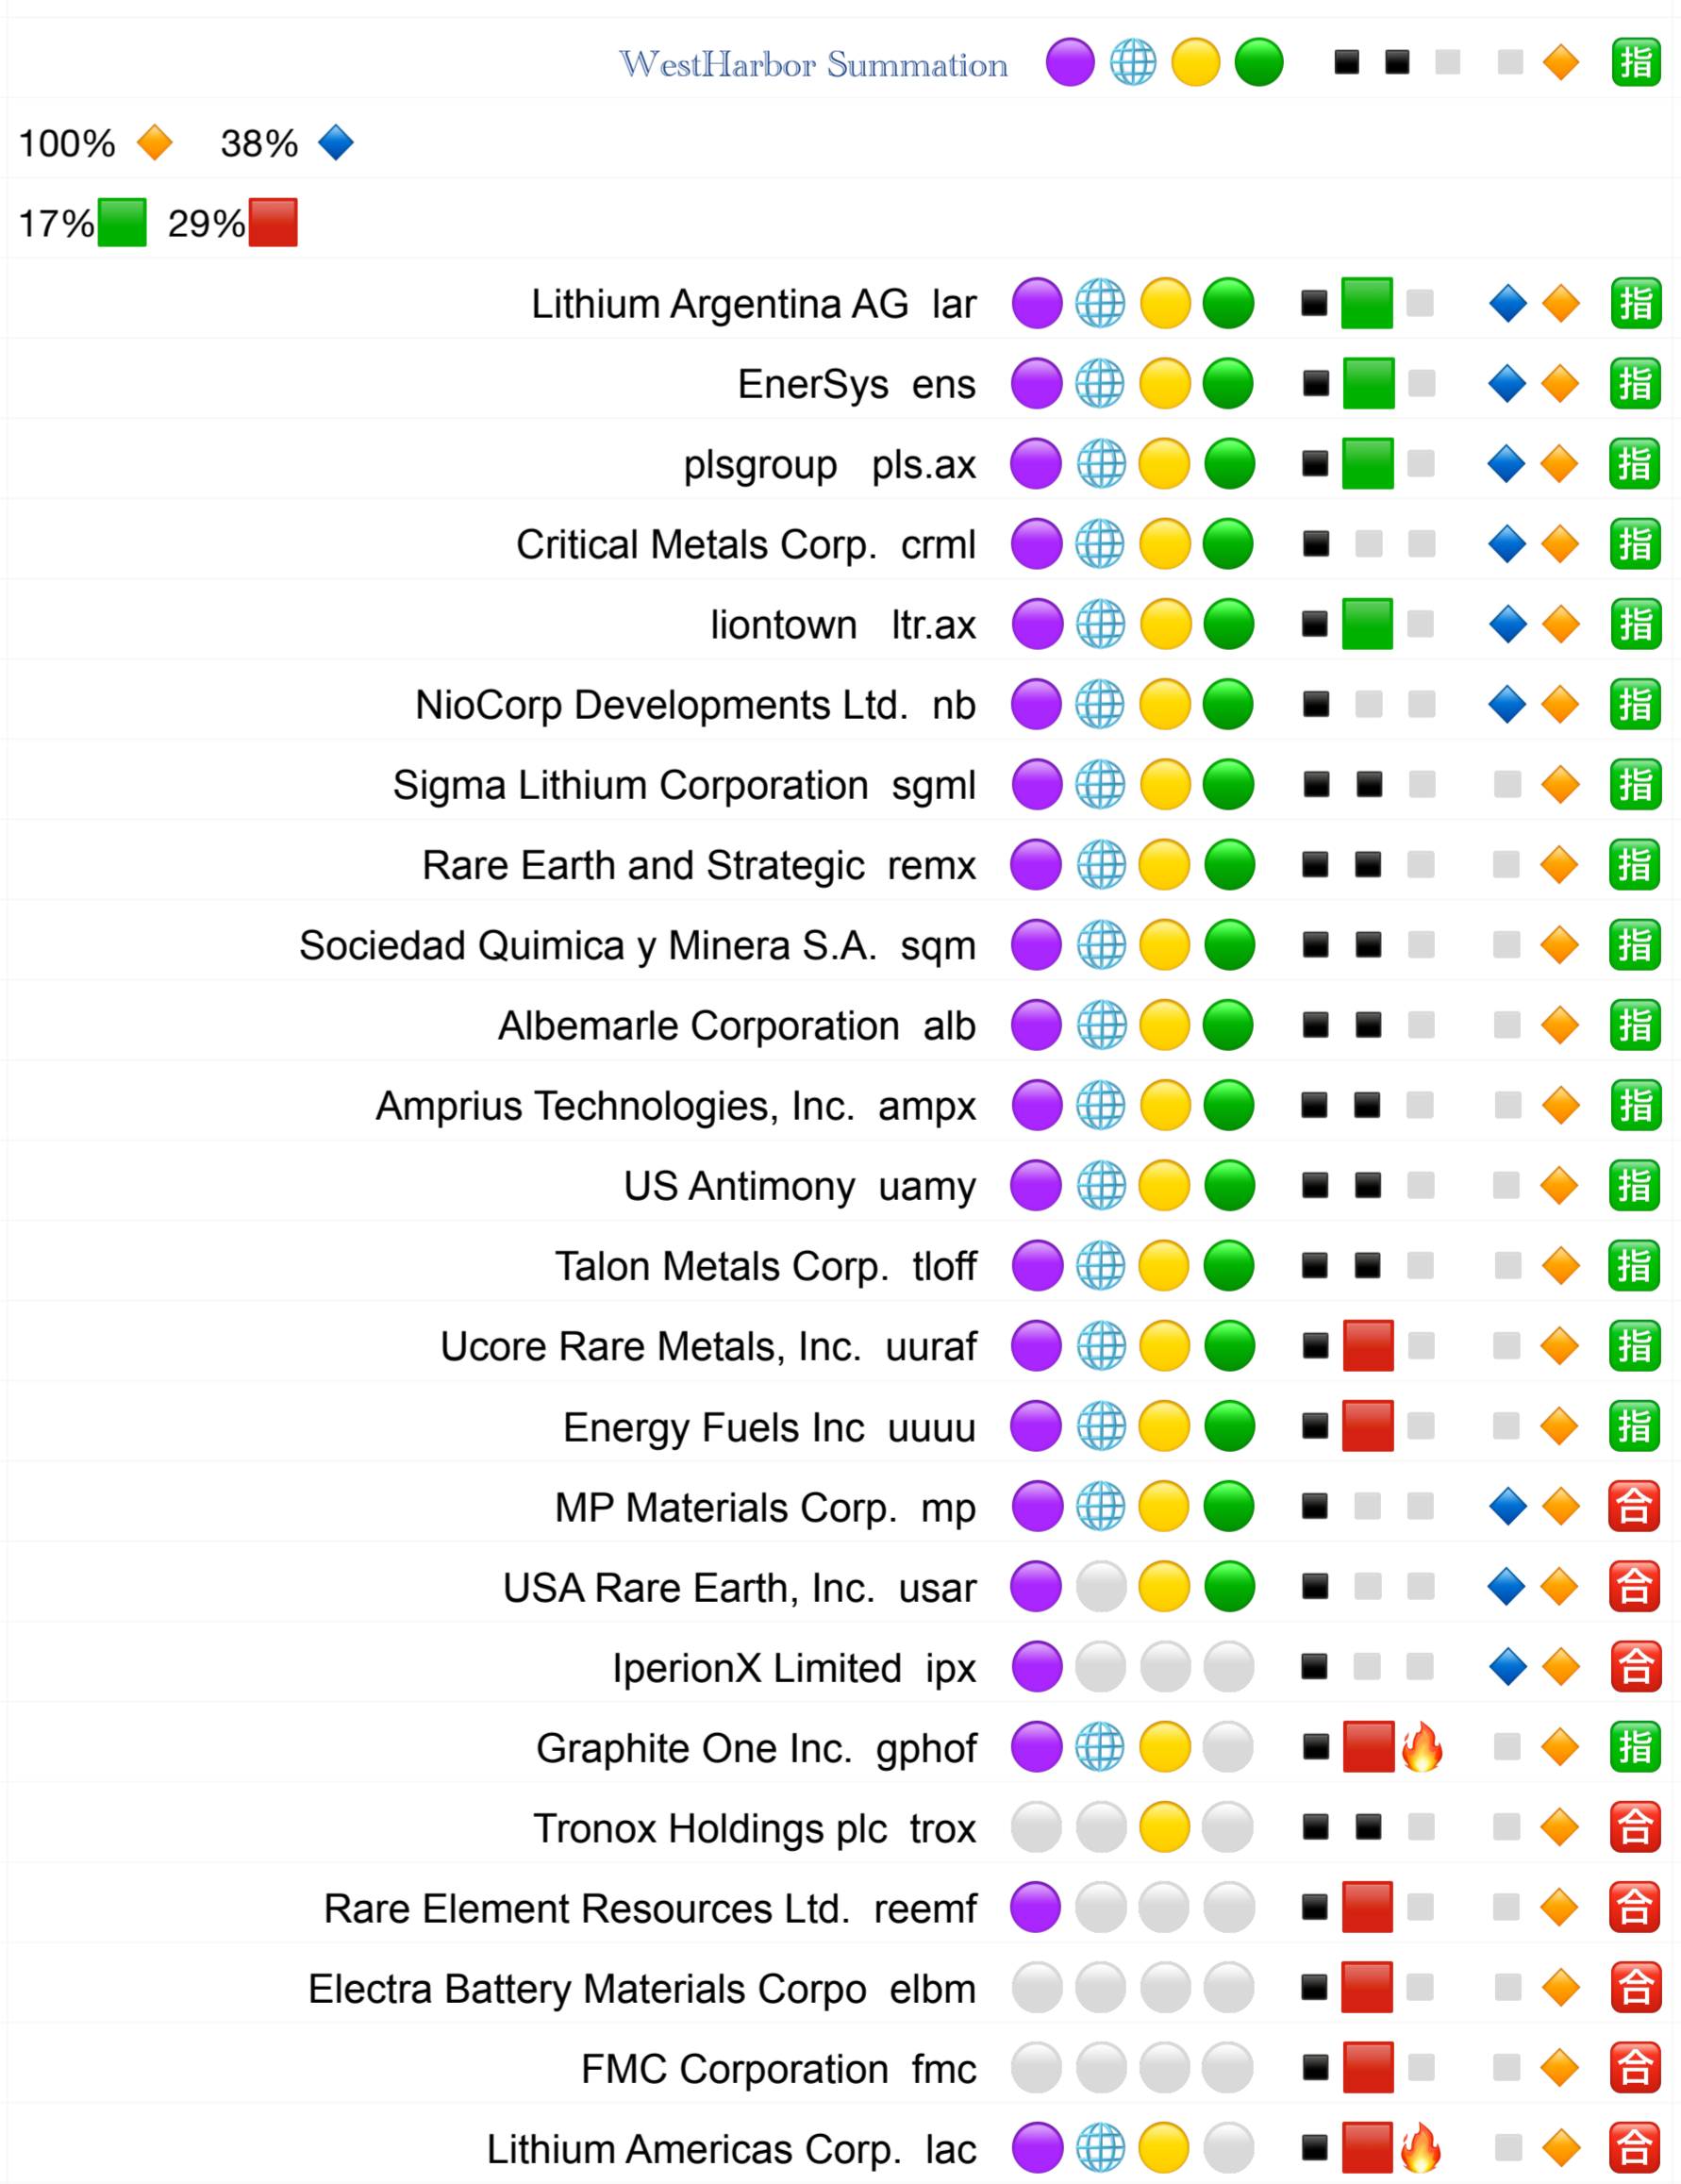 WestHarbor Summation 🟣 🌐 🟡 🟢 ▪️ ▪️ ◽ ◽ 🔸 指
100% 🔸 38% 🔹
17%🟩 29%🟥
Lithium Argentina AG lar 🟣 🌐 🟡 🟢 ▪️ 🟩 ◽ 🔹 🔸 指
EnerSys ens 🟣 🌐 🟡 🟢 ▪️ 🟩 ◽ 🔹 🔸 指
plsgroup pls.ax 🟣 🌐 🟡 🟢 ▪️ 🟩 ◽ 🔹 🔸 指
Critical Metals Corp. crml 🟣 🌐 🟡 🟢 ▪️ ◽ ◽ 🔹 🔸 指
liontown ltr.ax 🟣 🌐 🟡 🟢 ▪️ 🟩 ◽ 🔹 🔸 指
NioCorp Developments Ltd. nb 🟣 🌐 🟡 🟢 ▪️ ◽ ◽ 🔹 🔸 指
Sigma Lithium Corporation sgml 🟣 🌐 🟡 🟢 ▪️ ▪️ ◽ ◽ 🔸 指
Rare Earth and Strategic remx 🟣 🌐 🟡 🟢 ▪️ ▪️ ◽ ◽ 🔸 指
Sociedad Quimica y Minera S.A. sqm 🟣 🌐 🟡 🟢 ▪️ ▪️ ◽ ◽ 🔸 指
Albemarle Corporation alb 🟣 🌐 🟡 🟢 ▪️ ▪️ ◽ ◽ 🔸 指
Amprius Technologies, Inc. ampx 🟣 🌐 🟡 🟢 ▪️ ▪️ ◽ ◽ 🔸 指
US Antimony uamy 🟣 🌐 🟡 🟢 ▪️ ▪️ ◽ ◽ 🔸 指
Talon Metals Corp. tloff 🟣 🌐 🟡 🟢 ▪️ ▪️ ◽ ◽ 🔸 指
Ucore Rare Metals, Inc. uuraf 🟣 🌐 🟡 🟢 ▪️ 🟥 ◽ ◽ 🔸 指
Energy Fuels Inc uuuu 🟣 🌐 🟡 🟢 ▪️ 🟥 ◽ ◽ 🔸 指
MP Materials Corp. mp 🟣 🌐 🟡 🟢 ▪️ ◽ ◽ 🔹 🔸 合
USA Rare Earth, Inc. usar 🟣 ⚪ 🟡 🟢 ▪️ ◽ ◽ 🔹 🔸 合
IperionX Limited ipx 🟣 ⚪ ⚪ ⚪ ▪️ ◽ ◽ 🔹 🔸 合
Graphite One Inc. gphof 🟣 🌐 🟡 ⚪ ▪️ 🟥 🔥 ◽ 🔸 指
Tronox Holdings plc trox ⚪ ⚪ 🟡 ⚪ ▪️ ▪️ ◽ ◽ 🔸 合
Rare Element Resources Ltd. reemf 🟣 ⚪ ⚪ ⚪ ▪️ 🟥 ◽ ◽ 🔸 合
Electra Battery Materials Corpo elbm ⚪ ⚪ ⚪ ⚪ ▪️ 🟥 ◽ ◽ 🔸 合
FMC Corporation fmc ⚪ ⚪ ⚪ ⚪ ▪️ 🟥 ◽ ◽ 🔸 合
Lithium Americas Corp. lac 🟣 🌐 🟡 ⚪ ▪️ 🟥 🔥 ◽ 🔸 合